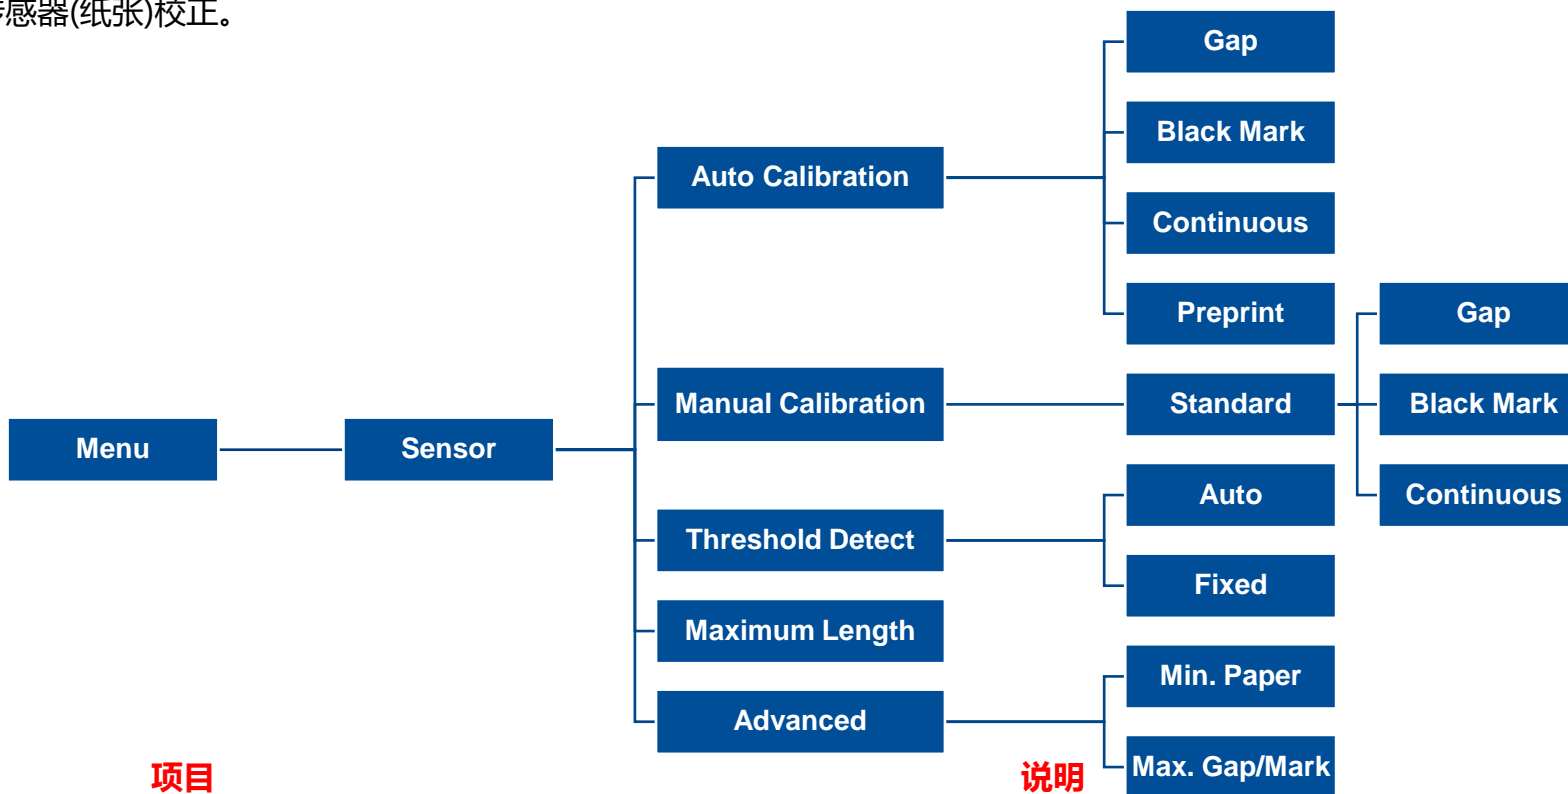 感器(纸张)校正。
Gap
Black Mark
Auto Calibration
Continuous
Preprint
Gap
Manual Calibration
Standard
Black Mark
Menu
Sensor
Auto
Continuous
Threshold Detect
Fixed
Maximum Length
Min. Paper
Advanced
Max. Gap/Mark
项目
说明